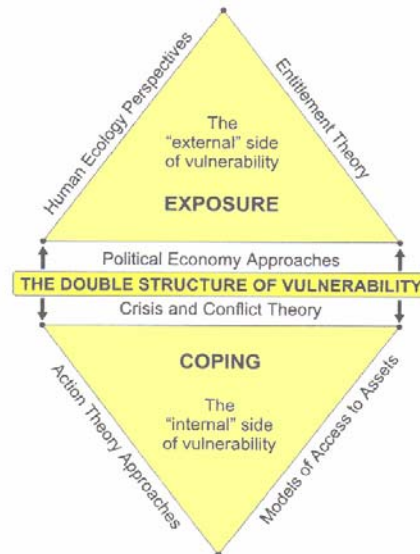 Human Ecology Perspectives
Entitlement Theory
The
"external" side
of vulnerability
EXPOSURE
Political Economy Approaches
THE DOUBLE STRUCTURE OF VULNERABILITY
Crisis and Conflict Theory
COPING
The
"internal" side
of vulnerability
Action Theory Approaches
Models of Access to Assets